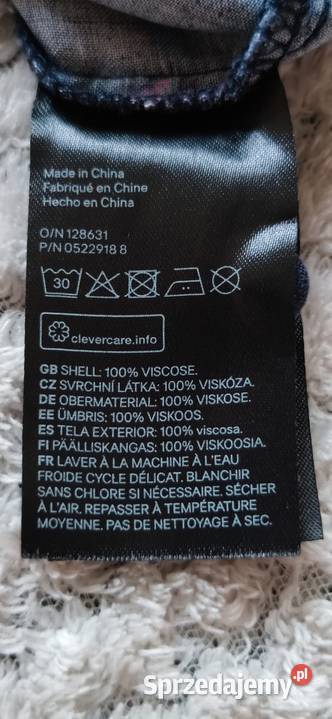 Made in China
Fabriqué en Chine
Hecho en China
O/N 128631
P/N 0522918 8
30
clevercare.info
GB SHELL: 100% VISCOSE.
CZ SVRCHNÍ LÁTKA: 100% VISKÓZA.
DE OBERMATERIAL: 100% VISKOSE.
EE ÜMBRIS: 100% VISKOOS.
ES TELA EXTERIOR: 100% viscosa.
FI PÄÄLLISKANGAS: 100% VISKOOSIA.
FR LAVER À LA MACHINE À L'EAU
FROIDE CYCLE DÉLICAT. BLANCHIR
SANS CHLORE SI NÉCESSAIRE. SÉCHER
À L'AIR. REPASSER À TEMPÉRATURE
MOYENNE. PAS DE NETTOYAGE À SEC.
Sprzedajemy.pl